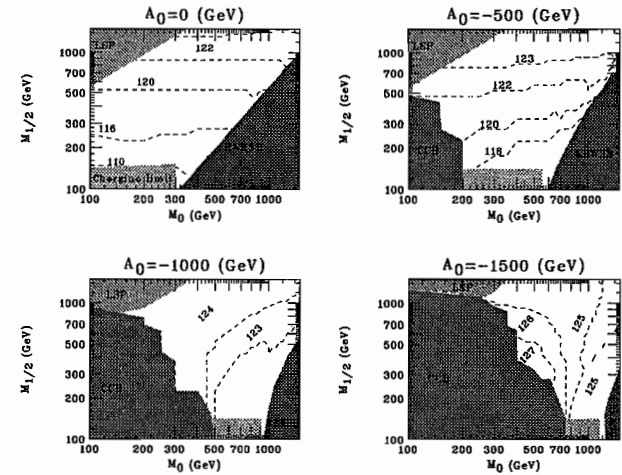 A₀=0 (GeV)
LSP
122
120
116
110
Chargino limit
1000
700
500
300
200
100
M₁/₂ (GeV)
100 200 300 500 700 1000
M₀ (GeV)
A₀=−500 (GeV)
LSP
123
122
120
118
CCB
1000
700
500
300
200
100
M₁/₂ (GeV)
100 200 300 500 700 1000
M₀ (GeV)
A₀=−1000 (GeV)
LSP
124
123
CCB
1000
700
500
300
200
100
M₁/₂ (GeV)
100 200 300 500 700 1000
M₀ (GeV)
A₀=−1500 (GeV)
LSP
126
125
127
125
1000
700
500
300
200
100
M₁/₂ (GeV)
100 200 300 500 700 1000
M₀ (GeV)